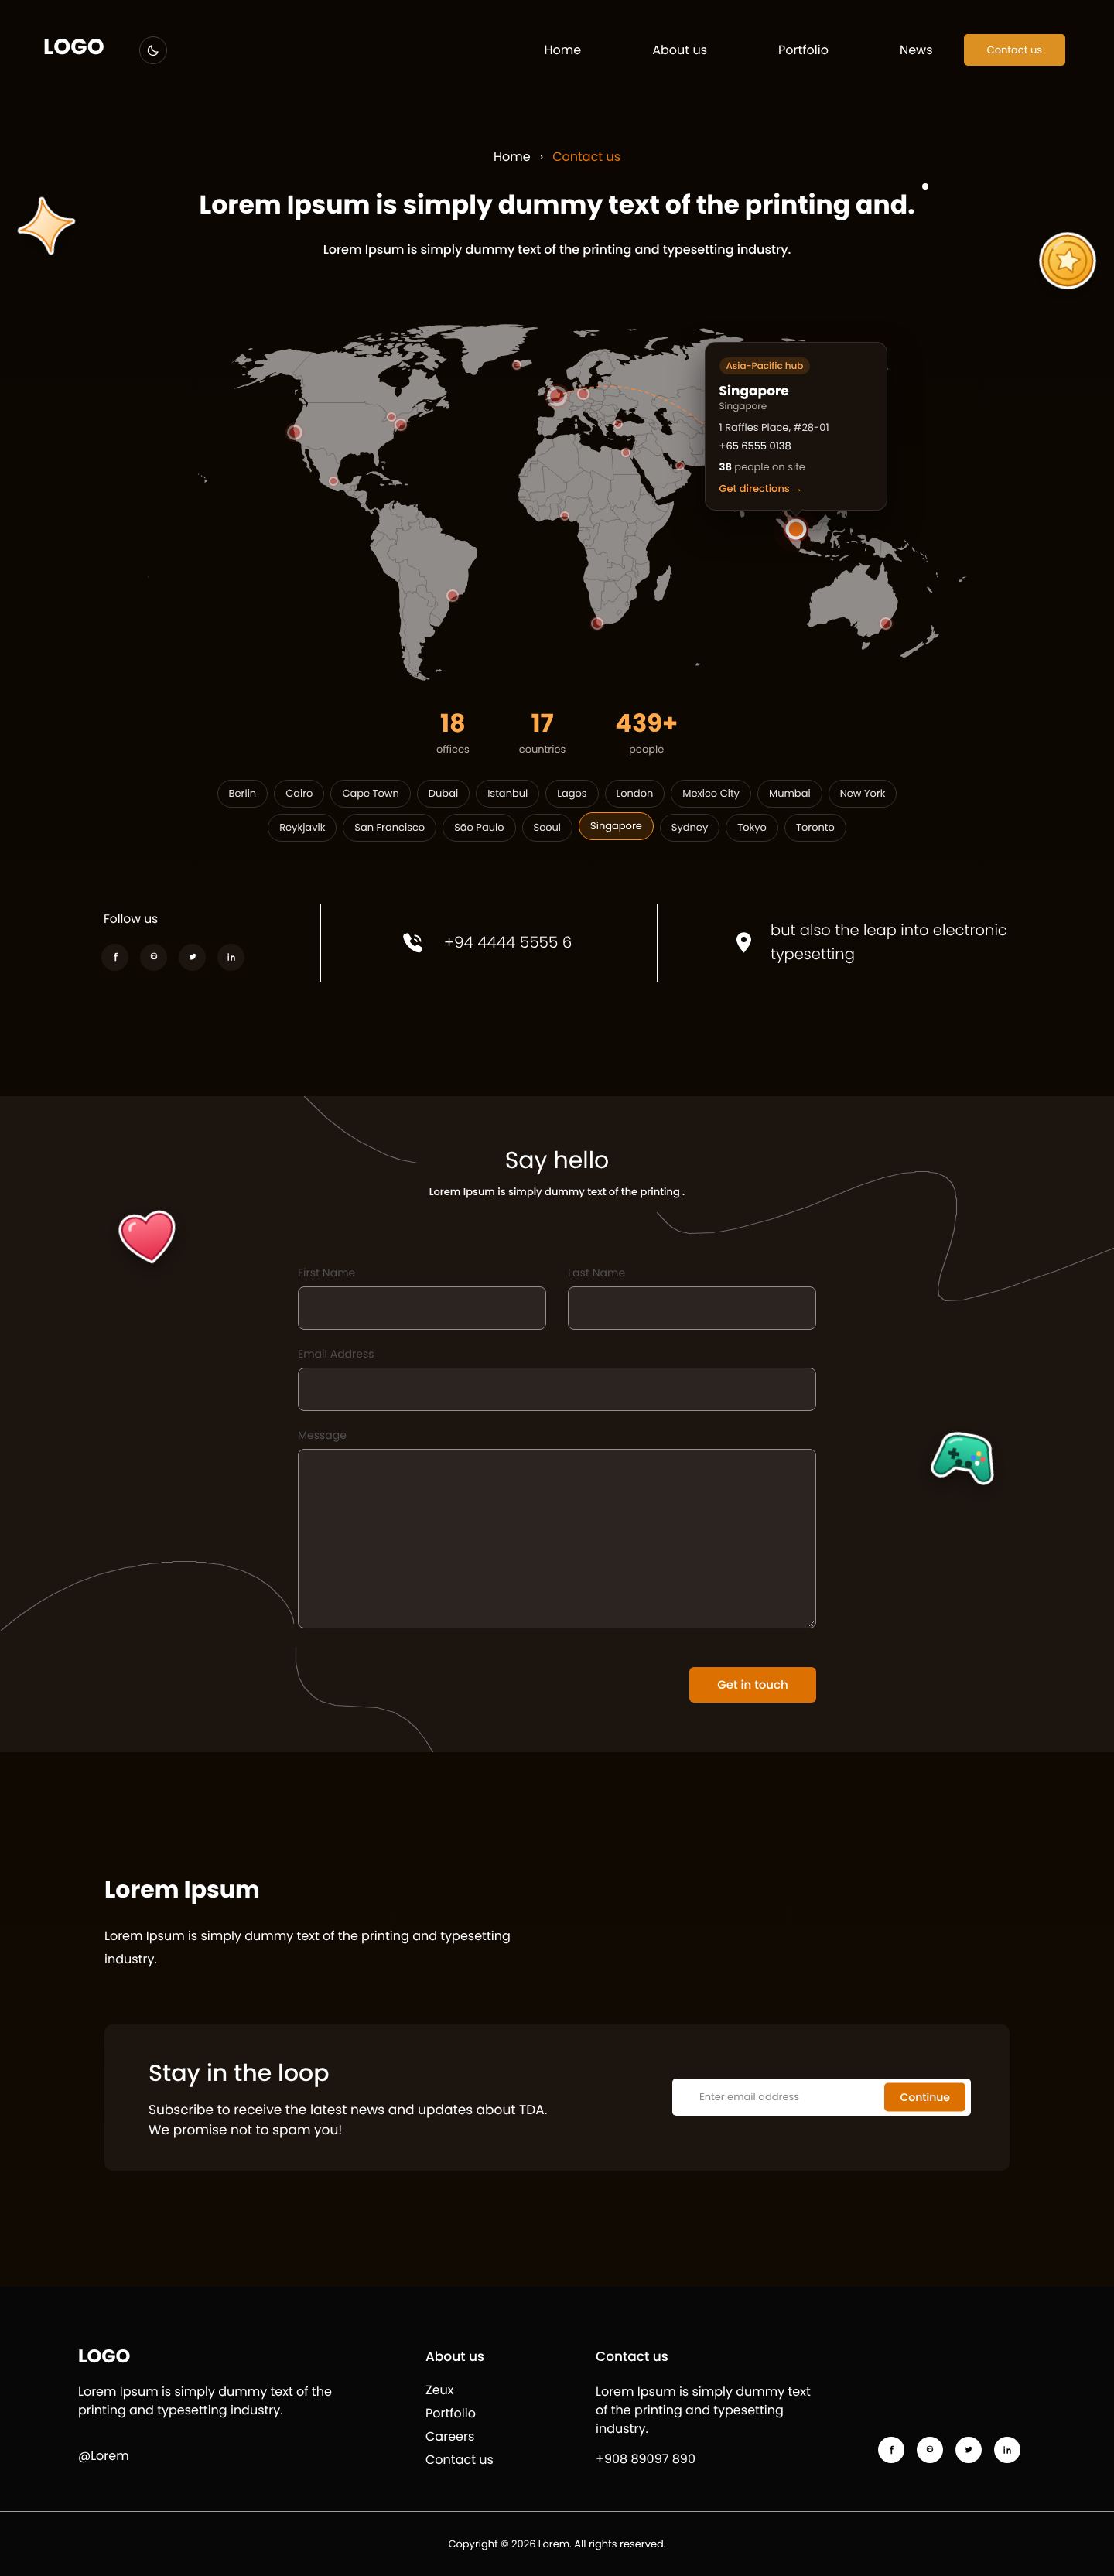 LOGO
Home
About us
Portfolio
News
Contact us
Home › Contact us
Lorem Ipsum is simply dummy text of the printing and.
Lorem Ipsum is simply dummy text of the printing and typesetting industry.
Asia-Pacific hub
Singapore
Singapore
1 Raffles Place, #28-01
+65 6555 0138
38 people on site
Get directions →
18
offices
17
countries
439+
people
Berlin
Cairo
Cape Town
Dubai
Istanbul
Lagos
London
Mexico City
Mumbai
New York
Reykjavik
San Francisco
São Paulo
Seoul
Singapore
Sydney
Tokyo
Toronto
Follow us
+94 4444 5555 6
but also the leap into electronic
typesetting
Say hello
Lorem Ipsum is simply dummy text of the printing .
First Name
Last Name
Email Address
Message
Get in touch
Lorem Ipsum
Lorem Ipsum is simply dummy text of the printing and typesetting
industry.
Stay in the loop
Subscribe to receive the latest news and updates about TDA.
We promise not to spam you!
Enter email address
Continue
LOGO
Lorem Ipsum is simply dummy text of the
printing and typesetting industry.
@Lorem
About us
Zeux
Portfolio
Careers
Contact us
Contact us
Lorem Ipsum is simply dummy text
of the printing and typesetting
industry.
+908 89097 890
Copyright © 2026 Lorem. All rights reserved.